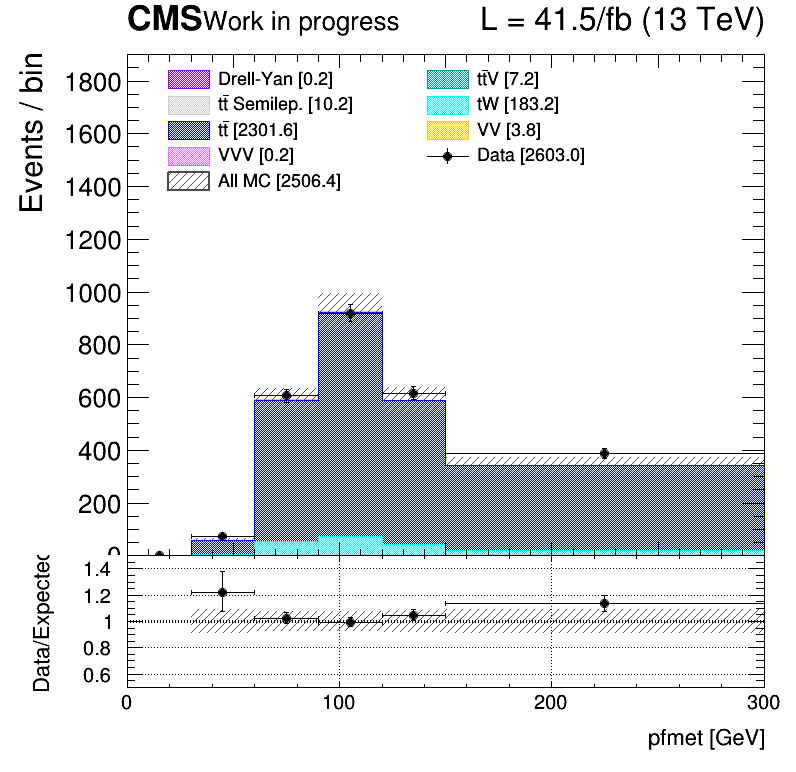 CMS Work in progress L = 41.5/fb (13 TeV)
Events / bin
1800
1600
1400
1200
1000
800
600
400
200
0
Drell-Yan [0.2]
tt̄ Semilep. [10.2]
tt̄ [2301.6]
VVV [0.2]
All MC [2506.4]
tt̄V [7.2]
tW [183.2]
VV [3.8]
Data [2603.0]
Data/Expected
1.4
1.2
1
0.8
0.6
0 100 200 300
pfmet [GeV]